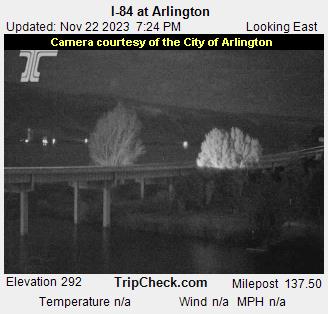 I-84 at Arlington
Updated: Nov 22 2023 7:24 PM Looking East
Camera courtesy of the City of Arlington
Elevation 292 TripCheck.com Milepost 137.50
Temperature n/a Wind n/a MPH n/a